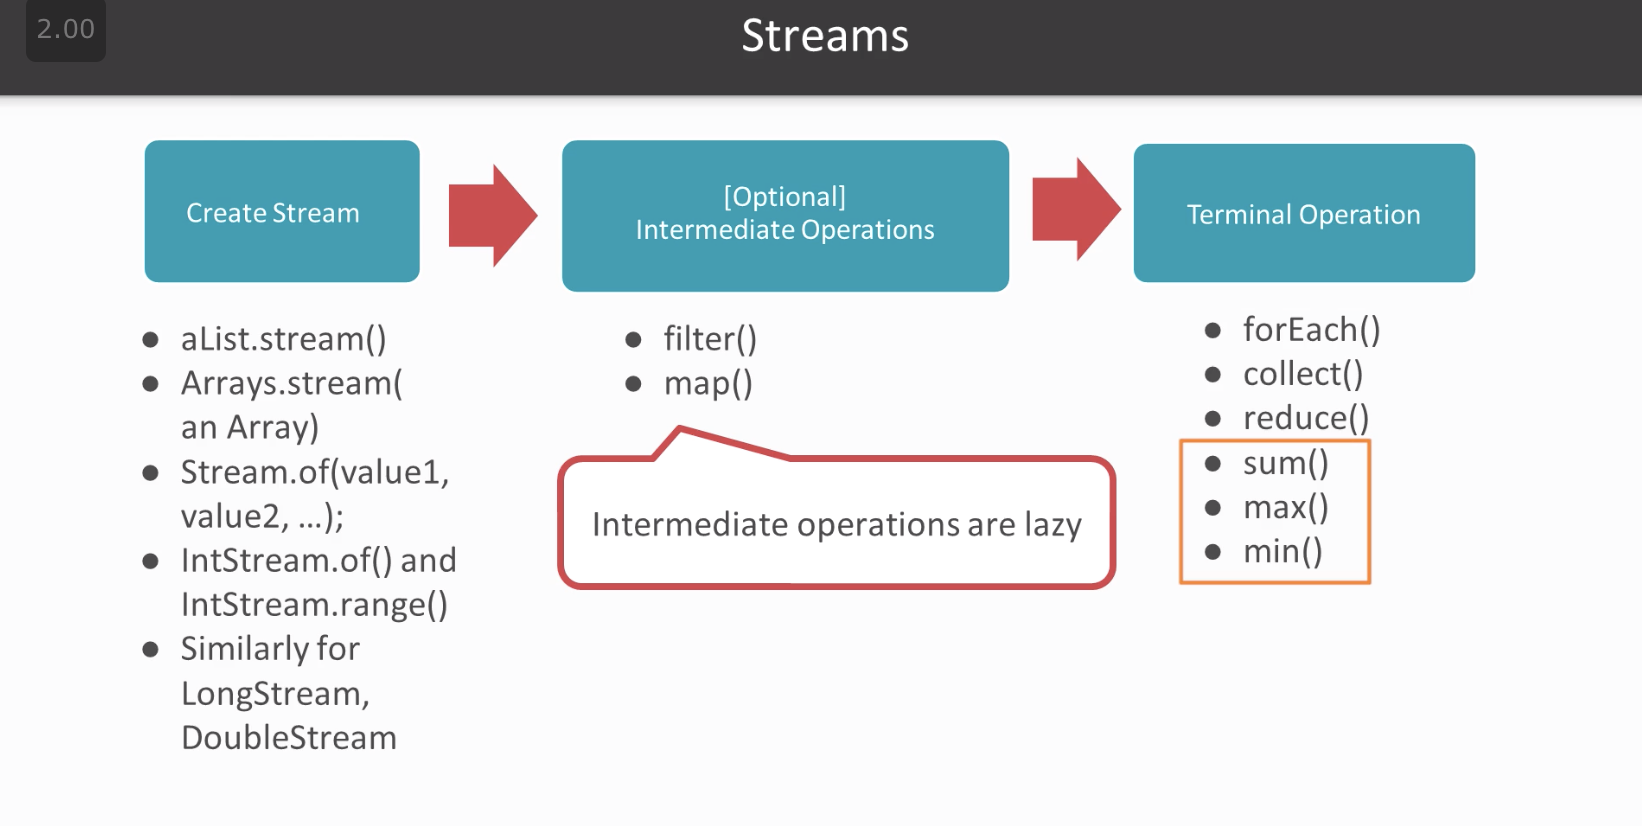 2.00
Streams
Create Stream
[Optional]
Intermediate Operations
Terminal Operation
● aList.stream()
● Arrays.stream(
an Array)
● Stream.of(value1,
value2, ...);
● IntStream.of() and
IntStream.range()
● Similarly for
LongStream,
DoubleStream
● filter()
● map()
Intermediate operations are lazy
● forEach()
● collect()
● reduce()
● sum()
● max()
● min()